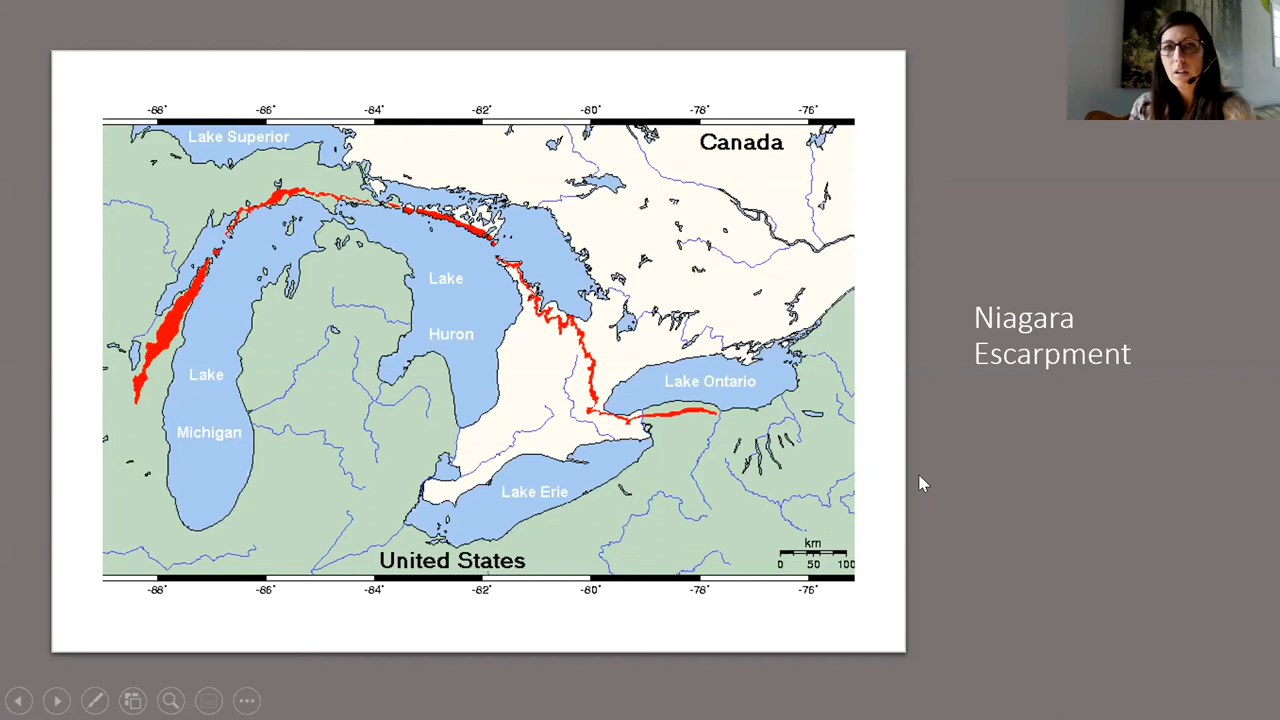 -88° -86° -84° -82° -80° -78° -76°
Lake Superior
Canada
Lake
Huron
Lake
Michigan
Lake Ontario
Lake Erie
United States
km
0 50 100
-88° -86° -84° -82° -80° -78° -76°
Niagara
Escarpment